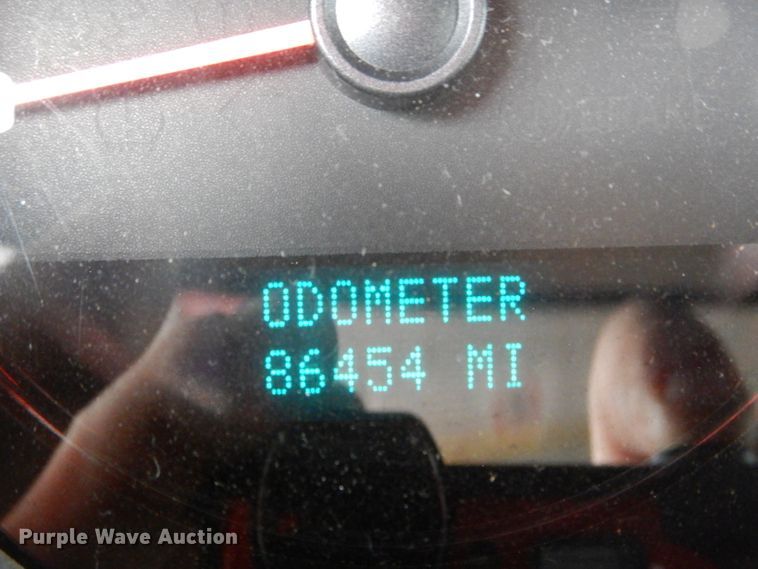 ODOMETER
86454 MI
Purple Wave Auction